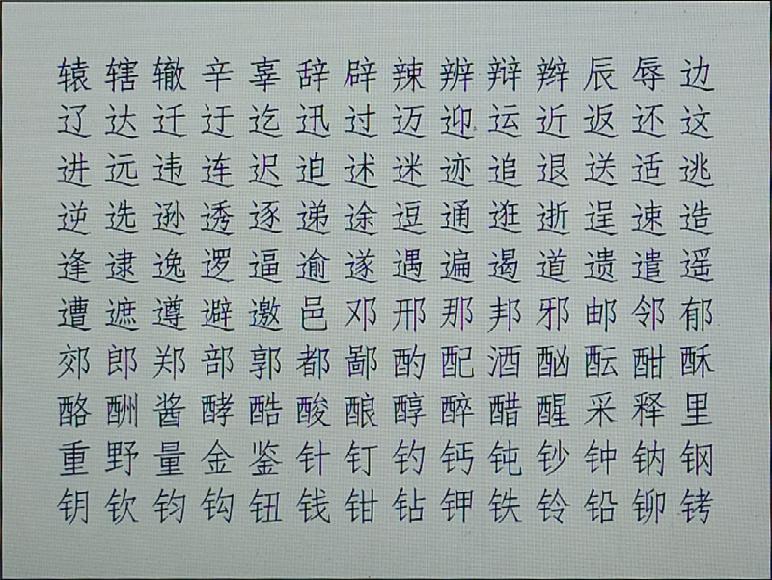 辕辖辙辛辜辞辟辣辨辩辫辰辱边
辽达迁迂迄迅过迈迎运近返还这
进远违连迟迫述迷迹追退送适逃
逆选逊透逐递途逗通逛逝逞速造
逢逮逸逻逼逾遂遇遍遏道遗遣遥
遭遮遵避邀邑邓邢那邦邪邮邻郁
郊郎郑部郭都鄙酌配酒酗酝酣酥
酪酬酱酵酷酸酿醇醉醋醒采释里
重野量金鉴针钉钓钙钝钞钟钠钢
钥钦钧钩钮钱钳钻钾铁铃铅铆铐